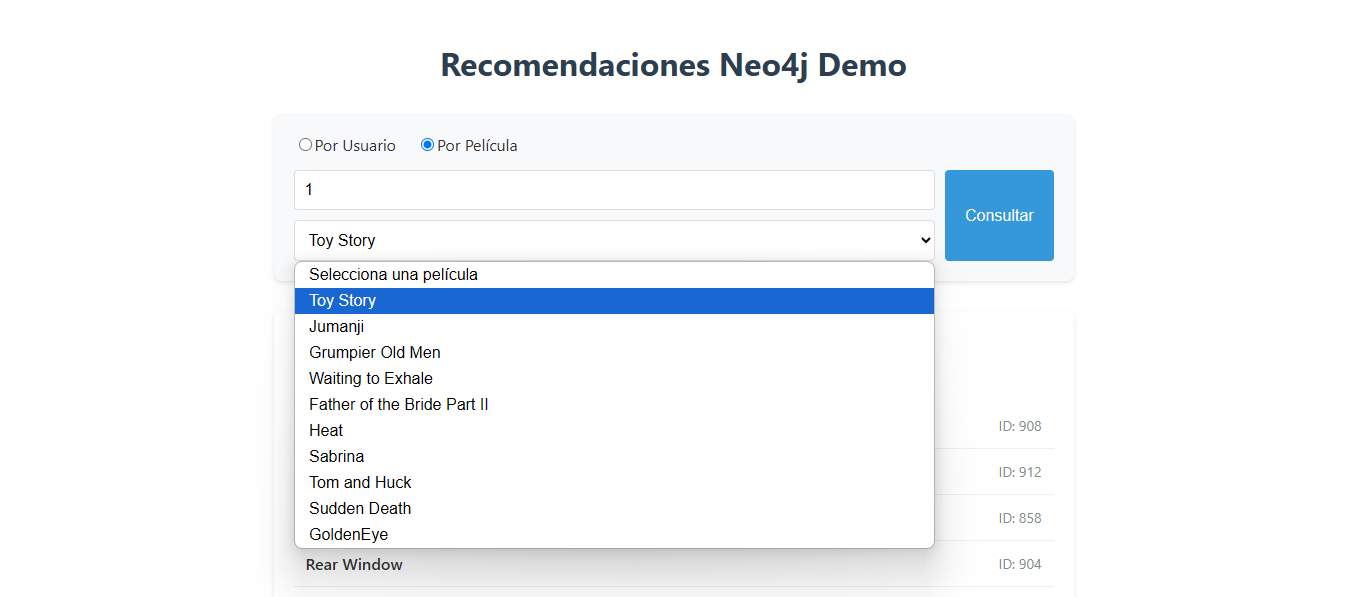 Recomendaciones Neo4j Demo
Por Usuario Por Película
1
Consultar
Toy Story
Selecciona una película
Toy Story
Jumanji
Grumpier Old Men
Waiting to Exhale
Father of the Bride Part II
Heat
ID: 908
Sabrina
ID: 912
Tom and Huck
Sudden Death
ID: 858
GoldenEye
Rear Window ID: 904